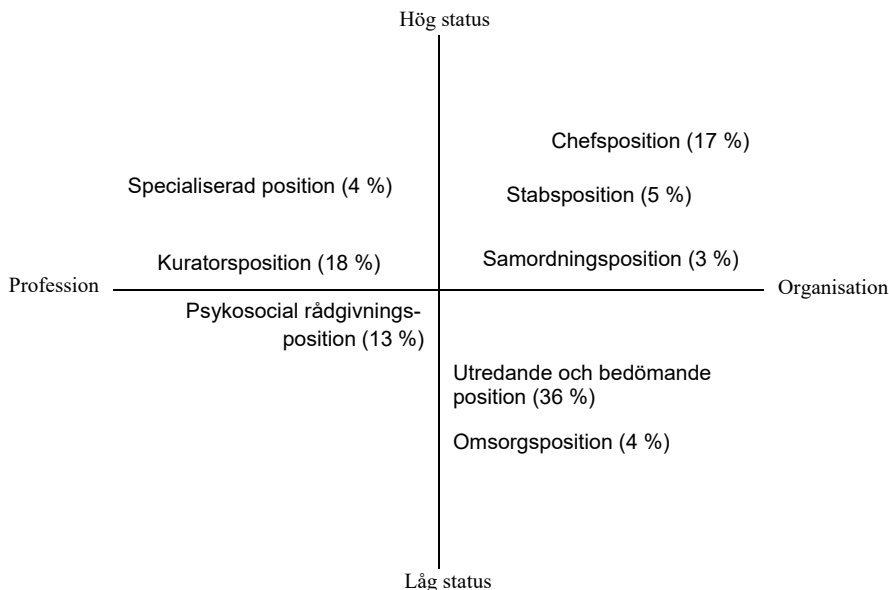 Hög status
Chefsposition (17 %)
Specialiserad position (4 %)
Stabsposition (5 %)
Kuratorsposition (18 %)
Samordningsposition (3 %)
Profession
Organisation
Psykosocial rådgivnings-
position (13 %)
Utredande och bedömande
position (36 %)
Omsorgsposition (4 %)
Låg status